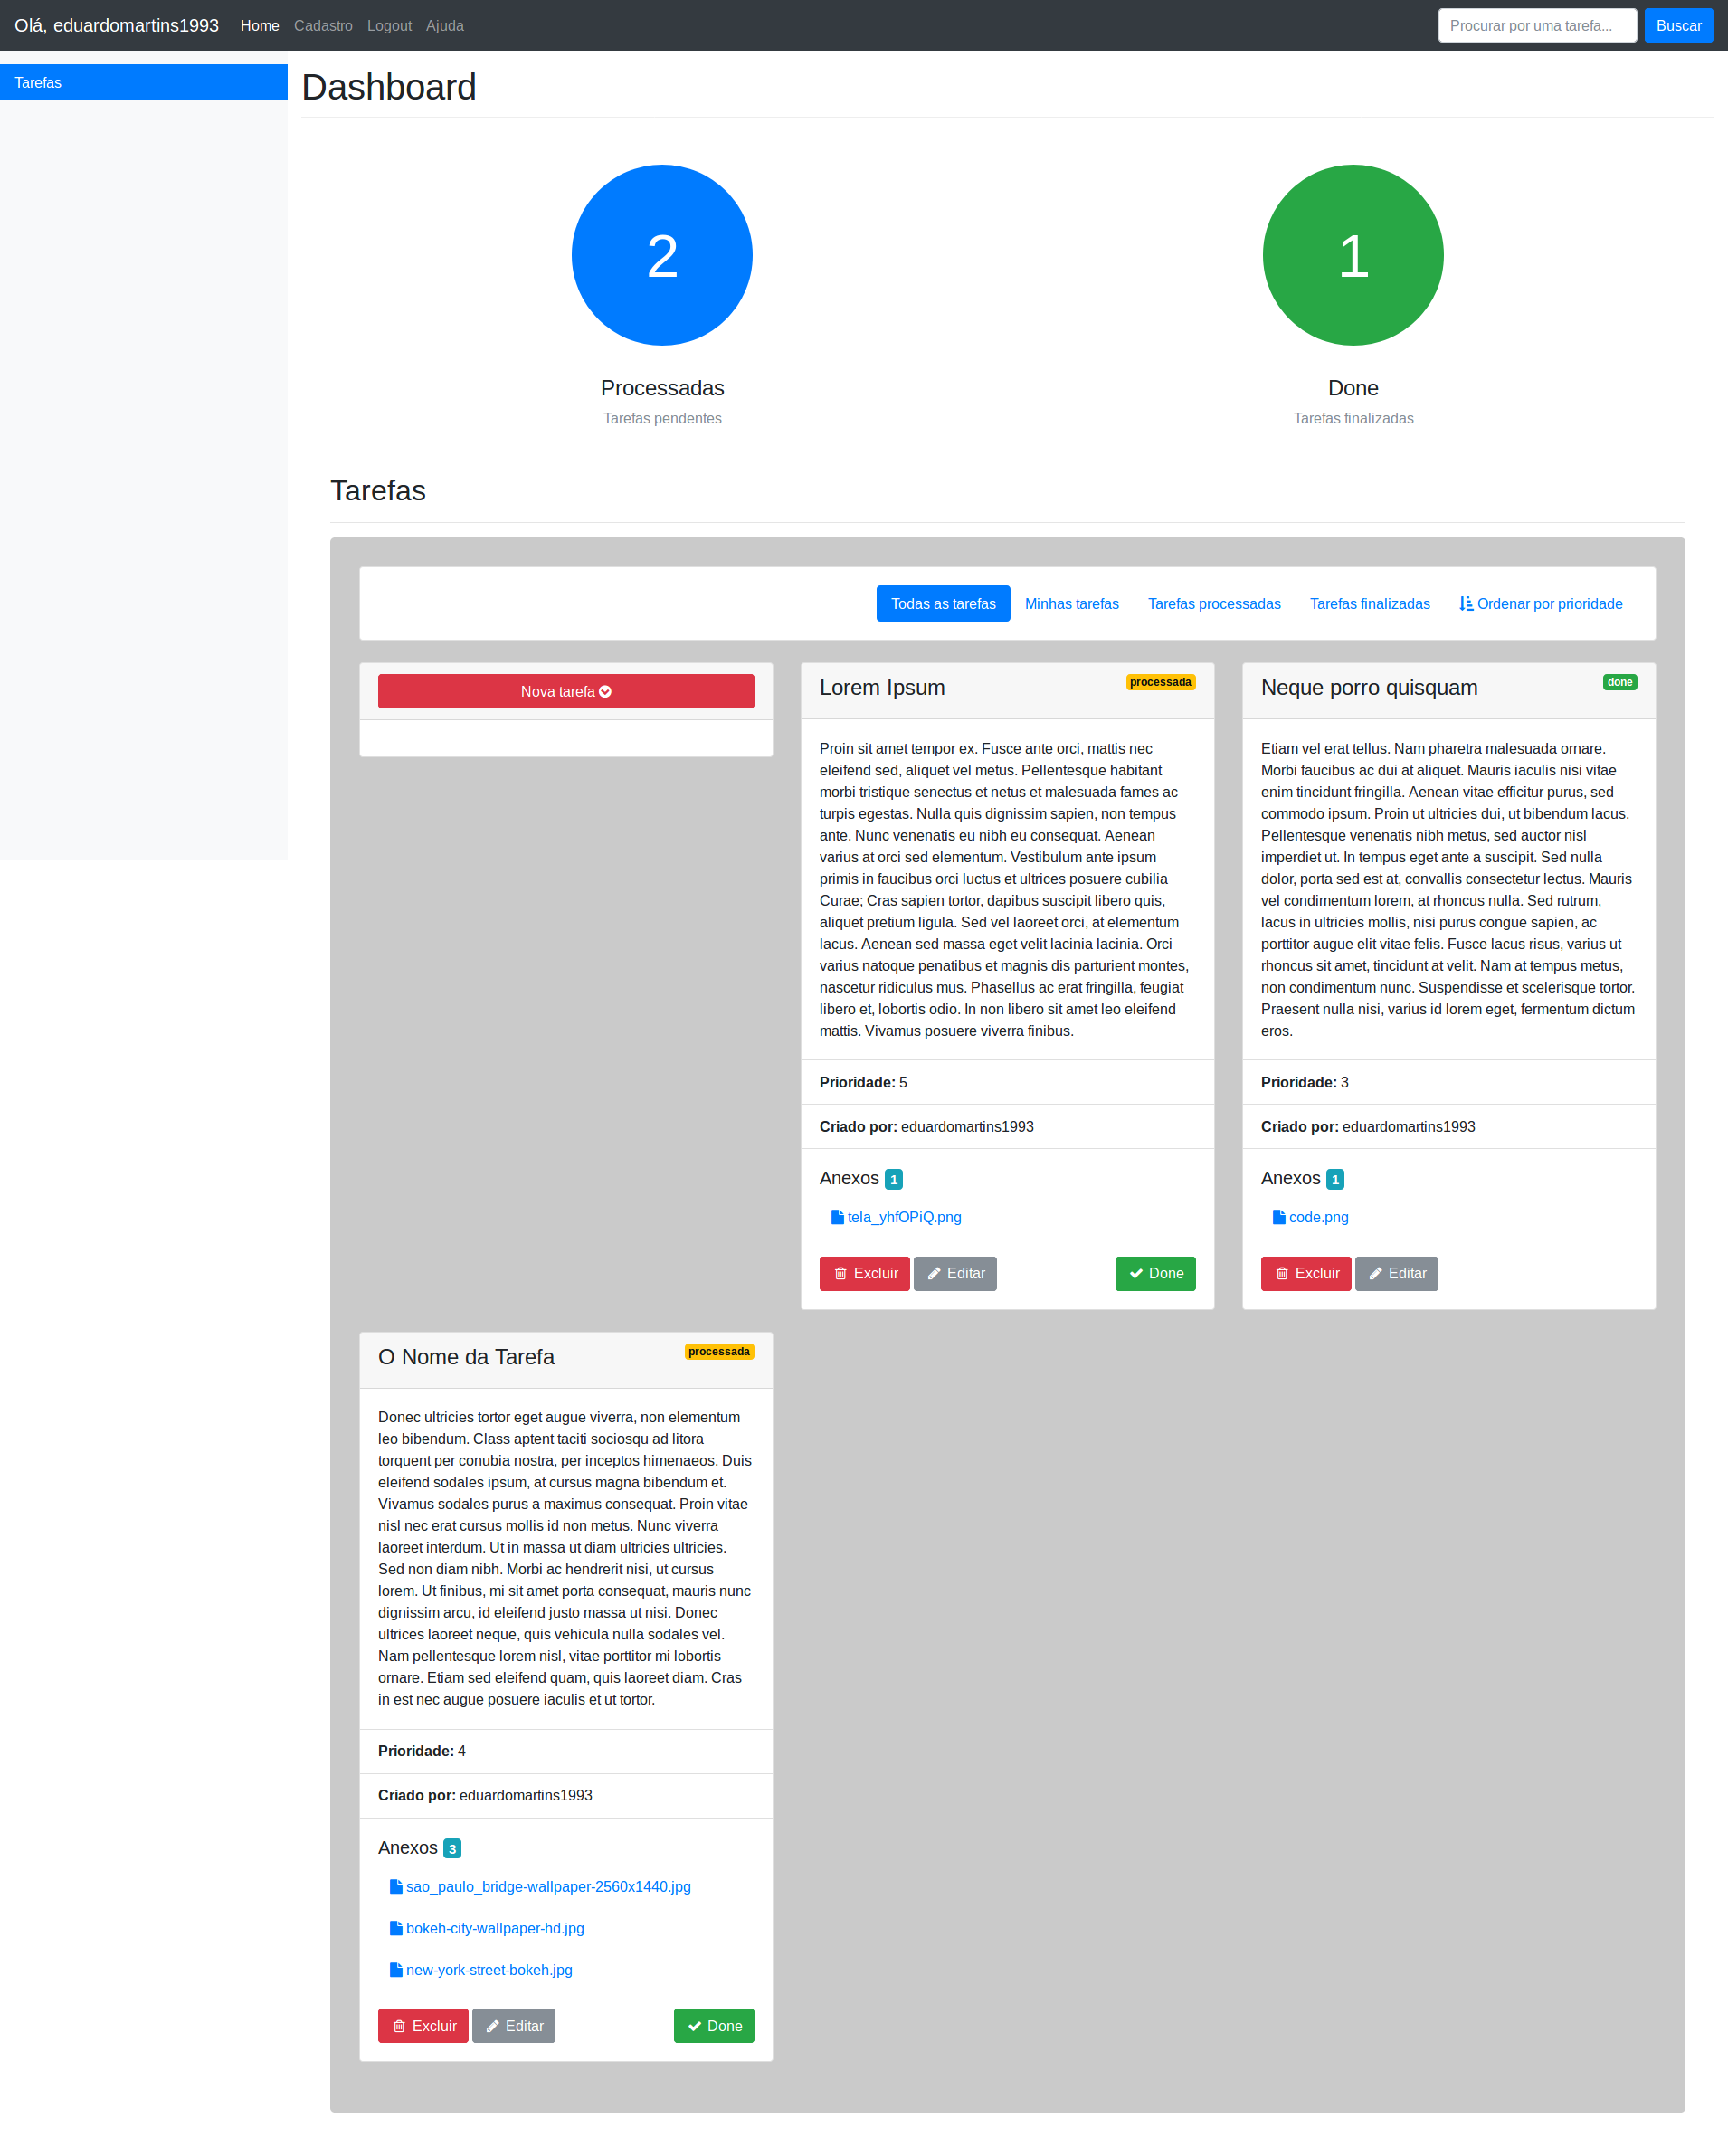 Olá, eduardomartins1993 Home Cadastro Logout Ajuda Procurar por uma tarefa... Buscar
Tarefas
Dashboard
2
Processadas
Tarefas pendentes
1
Done
Tarefas finalizadas
Tarefas
Todas as tarefas Minhas tarefas Tarefas processadas Tarefas finalizadas Ordenar por prioridade
Nova tarefa
Lorem Ipsum processada
Proin sit amet tempor ex. Fusce ante orci, mattis nec
eleifend sed, aliquet vel metus. Pellentesque habitant
morbi tristique senectus et netus et malesuada fames ac
turpis egestas. Nulla quis dignissim sapien, non tempus
ante. Nunc venenatis eu nibh eu consequat. Aenean
varius at orci sed elementum. Vestibulum ante ipsum
primis in faucibus orci luctus et ultrices posuere cubilia
Curae; Cras sapien tortor, dapibus suscipit libero quis,
aliquet pretium ligula. Sed vel laoreet orci, at elementum
lacus. Aenean sed massa eget velit lacinia lacinia. Orci
varius natoque penatibus et magnis dis parturient montes,
nascetur ridiculus mus. Phasellus ac erat fringilla, feugiat
libero et, lobortis odio. In non libero sit amet leo eleifend
mattis. Vivamus posuere viverra finibus.
Prioridade: 5
Criado por: eduardomartins1993
Anexos 1
tela_yhfOPiQ.png
Excluir Editar Done
Neque porro quisquam done
Etiam vel erat tellus. Nam pharetra malesuada ornare.
Morbi faucibus ac dui at aliquet. Mauris iaculis nisi vitae
enim tincidunt fringilla. Aenean vitae efficitur purus, sed
commodo ipsum. Proin ut ultricies dui, ut bibendum lacus.
Pellentesque venenatis nibh metus, sed auctor nisl
imperdiet ut. In tempus eget ante a suscipit. Sed nulla
dolor, porta sed est at, convallis consectetur lectus. Mauris
vel condimentum lorem, at rhoncus nulla. Sed rutrum,
lacus in ultricies mollis, nisi purus congue sapien, ac
porttitor augue elit vitae felis. Fusce lacus risus, varius ut
rhoncus sit amet, tincidunt at velit. Nam at tempus metus,
non condimentum nunc. Suspendisse et scelerisque tortor.
Praesent nulla nisi, varius id lorem eget, fermentum dictum
eros.
Prioridade: 3
Criado por: eduardomartins1993
Anexos 1
code.png
Excluir Editar
O Nome da Tarefa processada
Donec ultricies tortor eget augue viverra, non elementum
leo bibendum. Class aptent taciti sociosqu ad litora
torquent per conubia nostra, per inceptos himenaeos. Duis
eleifend sodales ipsum, at cursus magna bibendum et.
Vivamus sodales purus a maximus consequat. Proin vitae
nisl nec erat cursus mollis id non metus. Nunc viverra
laoreet interdum. Ut in massa ut diam ultricies ultricies.
Sed non diam nibh. Morbi ac hendrerit nisi, ut cursus
lorem. Ut finibus, mi sit amet porta consequat, mauris nunc
dignissim arcu, id eleifend justo massa ut nisi. Donec
ultrices laoreet neque, quis vehicula nulla sodales vel.
Nam pellentesque lorem nisl, vitae porttitor mi lobortis
ornare. Etiam sed eleifend quam, quis laoreet diam. Cras
in est nec augue posuere iaculis et ut tortor.
Prioridade: 4
Criado por: eduardomartins1993
Anexos 3
sao_paulo_bridge-wallpaper-2560x1440.jpg
bokeh-city-wallpaper-hd.jpg
new-york-street-bokeh.jpg
Excluir Editar Done